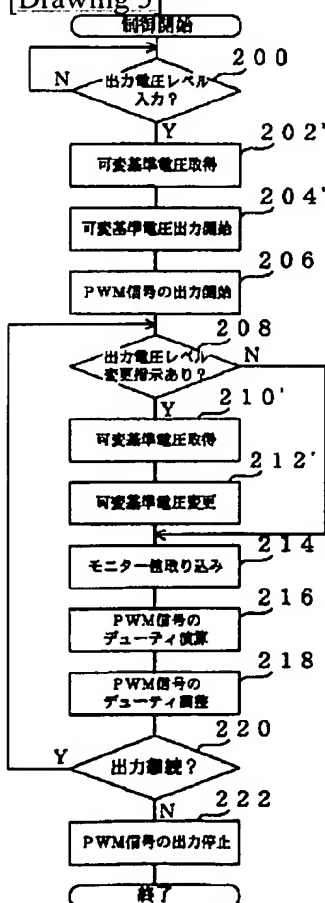 [Drawing 5]
制御開始
200
N
出力電圧レベル
入力?
Y
202'
可変基準電圧取得
204'
可変基準電圧出力開始
206
PWM信号の出力開始
208
出力電圧レベル
変更指示あり?
N
Y
210'
可変基準電圧取得
212'
可変基準電圧変更
214
モニター値取り込み
216
PWM信号の
デューティ演算
218
PWM信号の
デューティ調整
220
Y
出力継続?
N
222
PWM信号の出力停止
終了